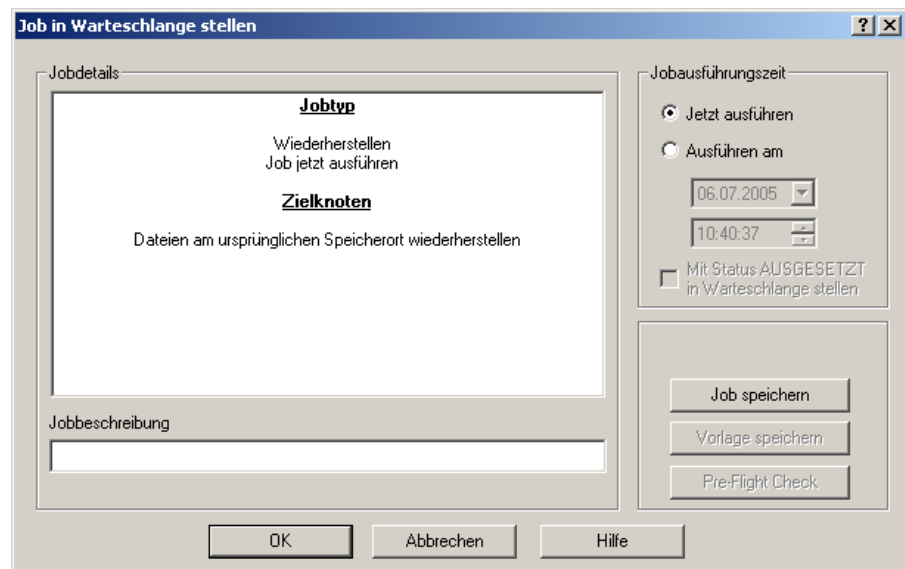 Job in Warteschlange stellen
Jobdetails
Jobtyp
Wiederherstellen
Job jetzt ausführen
Zielknoten
Dateien am ursprünglichen Speicherort wiederherstellen
Jobbeschreibung
Jobausführungszeit
Jetzt ausführen
Ausführen am
06.07.2005
10:40:37
Mit Status AUSGESETZT
in Warteschlange stellen
Job speichern
Vorlage speichern
Pre-Flight Check
OK
Abbrechen
Hilfe